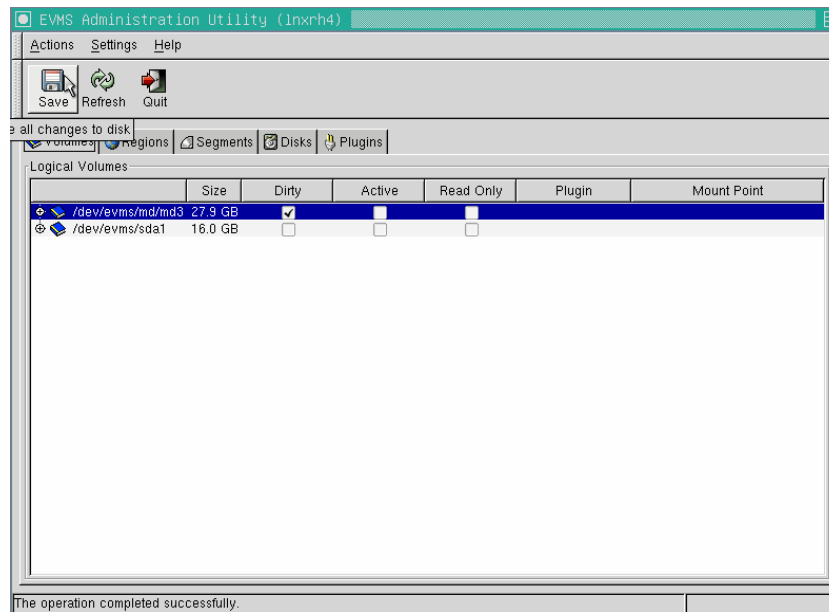 EVMS Administration Utility (lnxrh4)
Actions Settings Help
Save Refresh Quit
e all changes to disk
Volumes Regions Segments Disks Plugins
Logical Volumes
Size Dirty Active Read Only Plugin Mount Point
/dev/evms/md/md3 27.9 GB
/dev/evms/sda1 16.0 GB
The operation completed successfully.